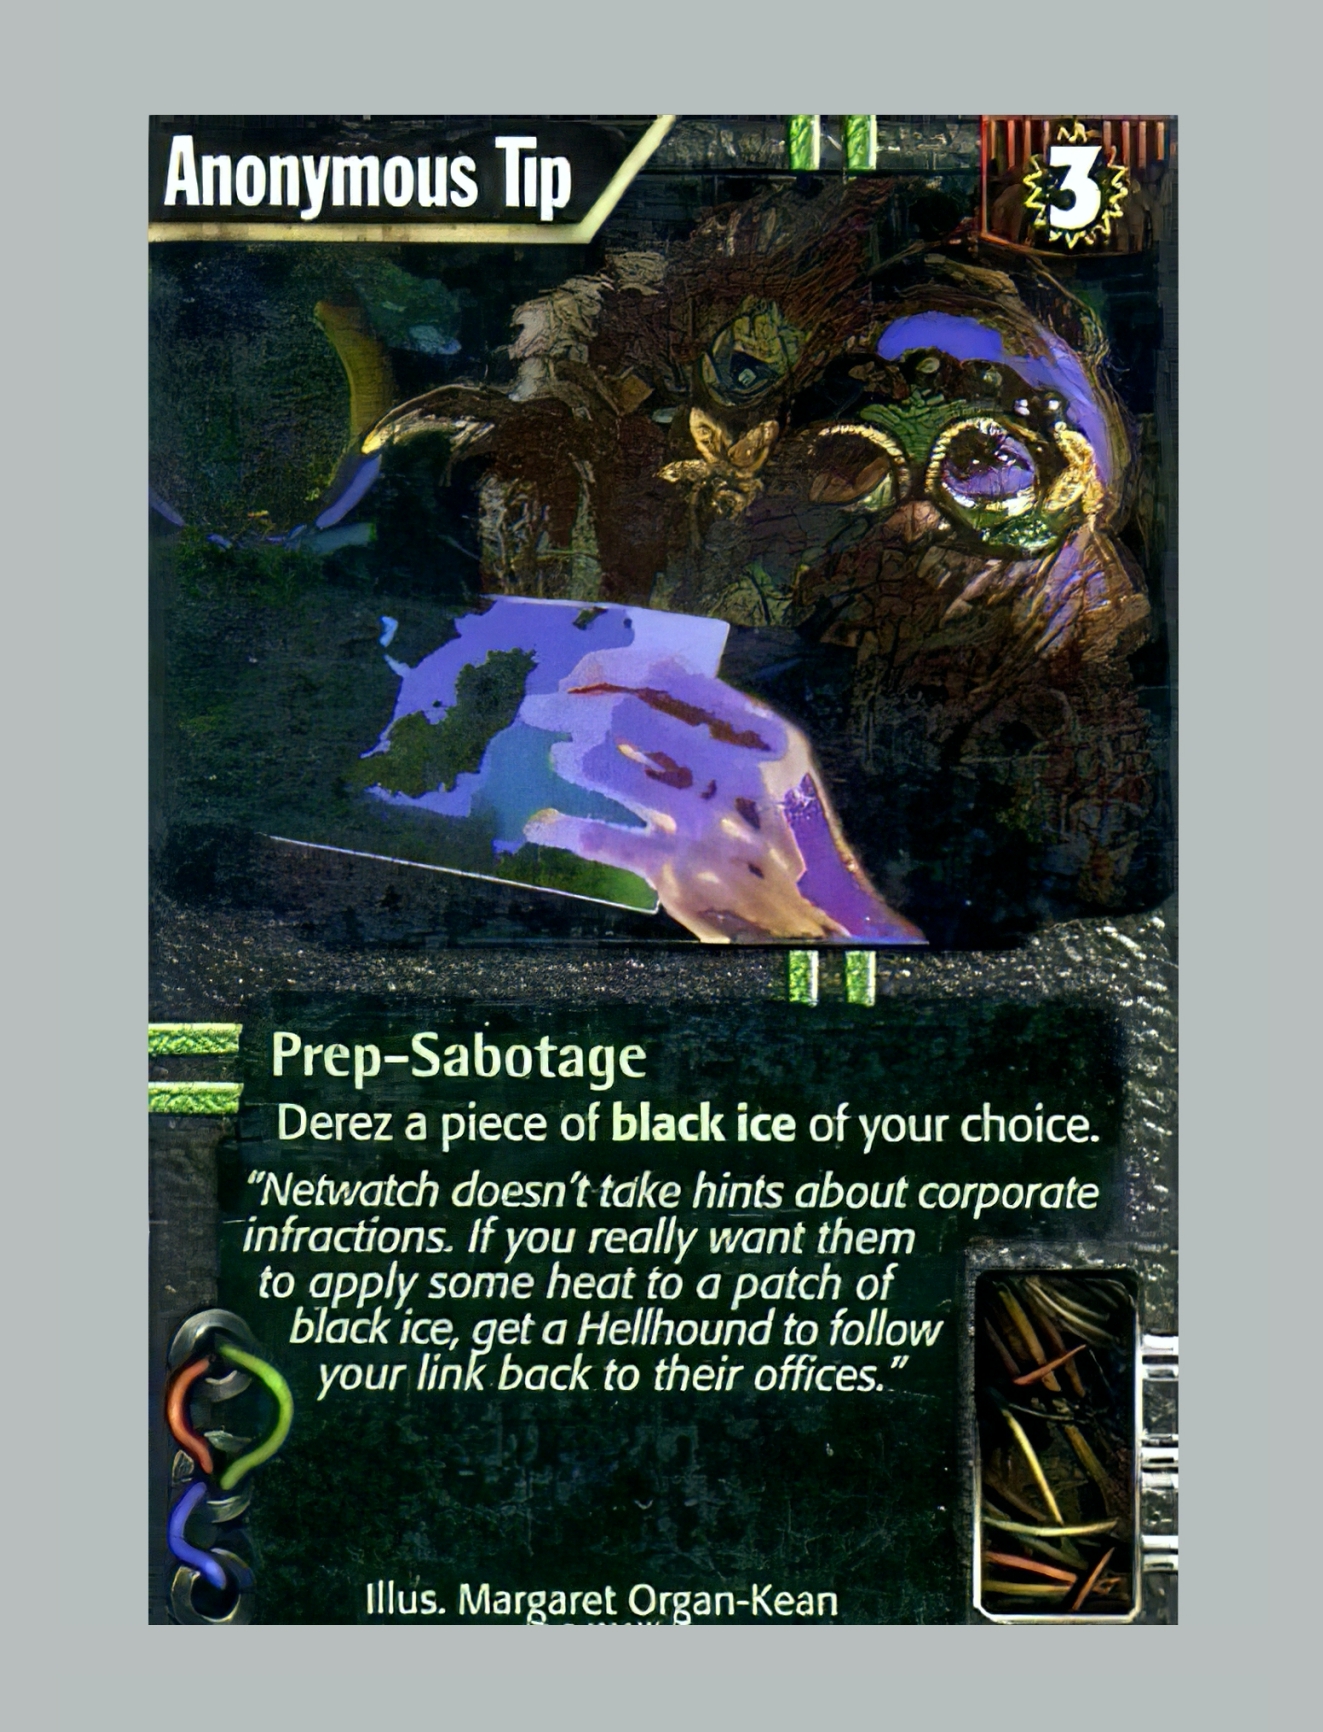 Anonymous Tip
3
Prep-Sabotage
Derez a piece of black ice of your choice.
“Netwatch doesn’t take hints about corporate
infractions. If you really want them
to apply some heat to a patch of
black ice, get a Hellhound to follow
your link back to their offices.”
Illus. Margaret Organ-Kean